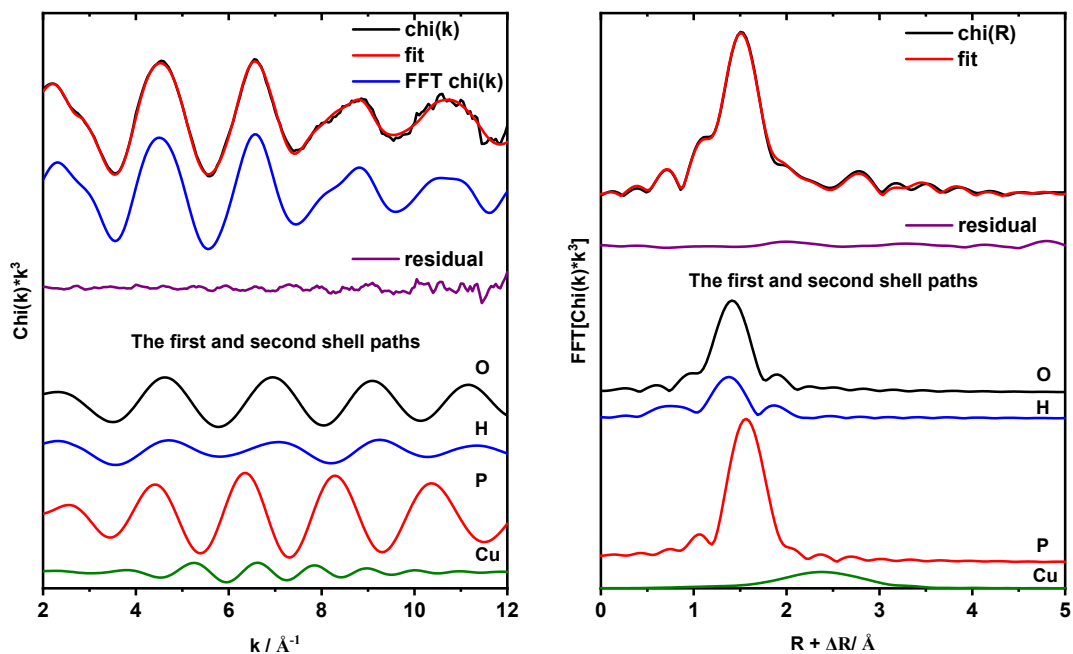 chi(k)
fit
FFT chi(k)
residual
The first and second shell paths
O
H
P
Cu
Chi(k)*k³
2 4 6 8 10 12
k / Å⁻¹
chi(R)
fit
residual
The first and second shell paths
O
H
P
Cu
FFT[Chi(k)*k³]
0 1 2 3 4 5
R + ΔR/ Å